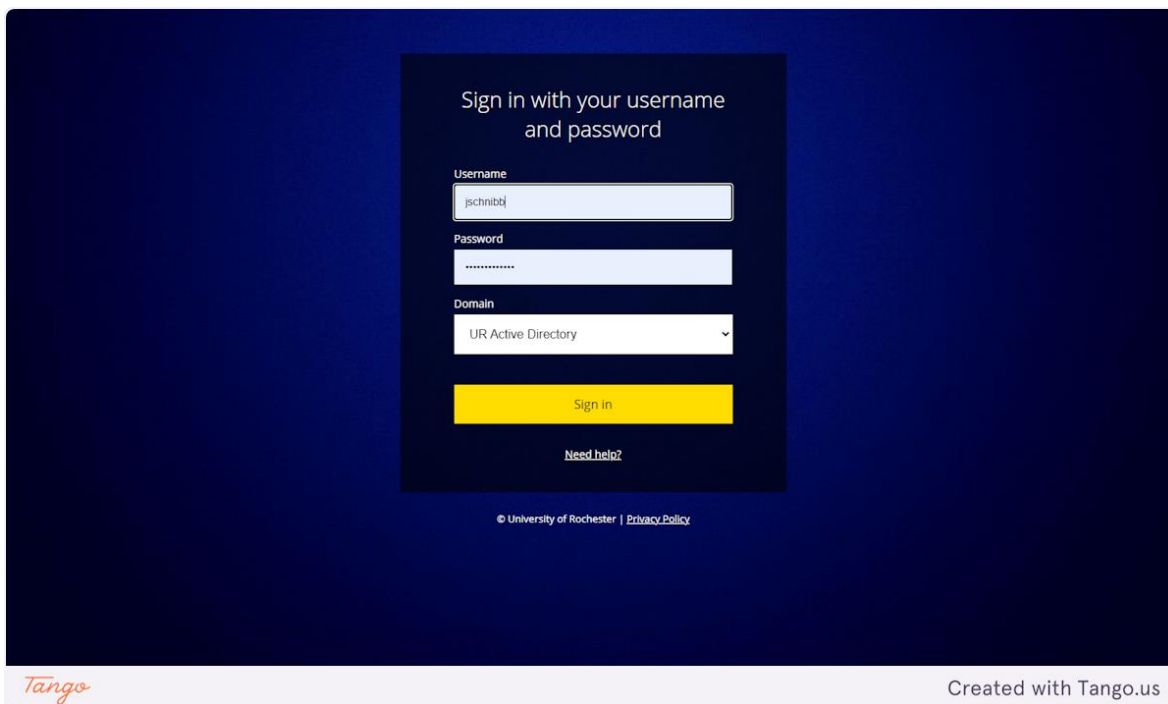 Sign in with your username
and password
Username
jschnibb
Password
•••••••••••••
Domain
UR Active Directory
Sign in
Need help?
© University of Rochester | Privacy Policy
Tango
Created with Tango.us